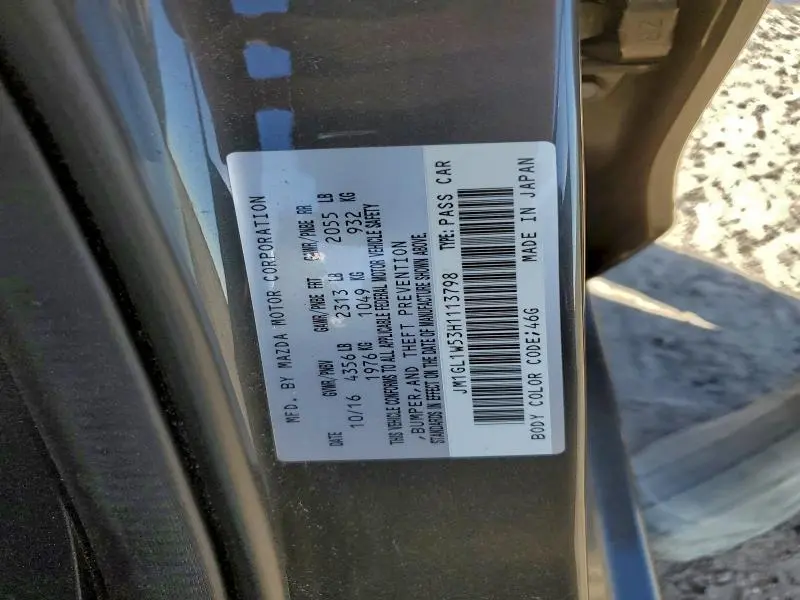 MFD. BY MAZDA MOTOR CORPORATION
DATE GVWR/PNBV GAWR/PNBE FRT GAWR/PNBE RR
10/16 4356 LB 2313 LB 2055 LB
1976 KG 1049 KG 932 KG
THIS VEHICLE CONFORMS TO ALL APPLICABLE FEDERAL MOTOR VEHICLE SAFETY
,BUMPER,AND THEFT PREVENTION
STANDARDS IN EFFECT ON THE DATE OF MANUFACTURE SHOWN ABOVE.
JM1GL1W53H1113798 TYPE: PASS CAR
BODY COLOR CODE:46G MADE IN JAPAN